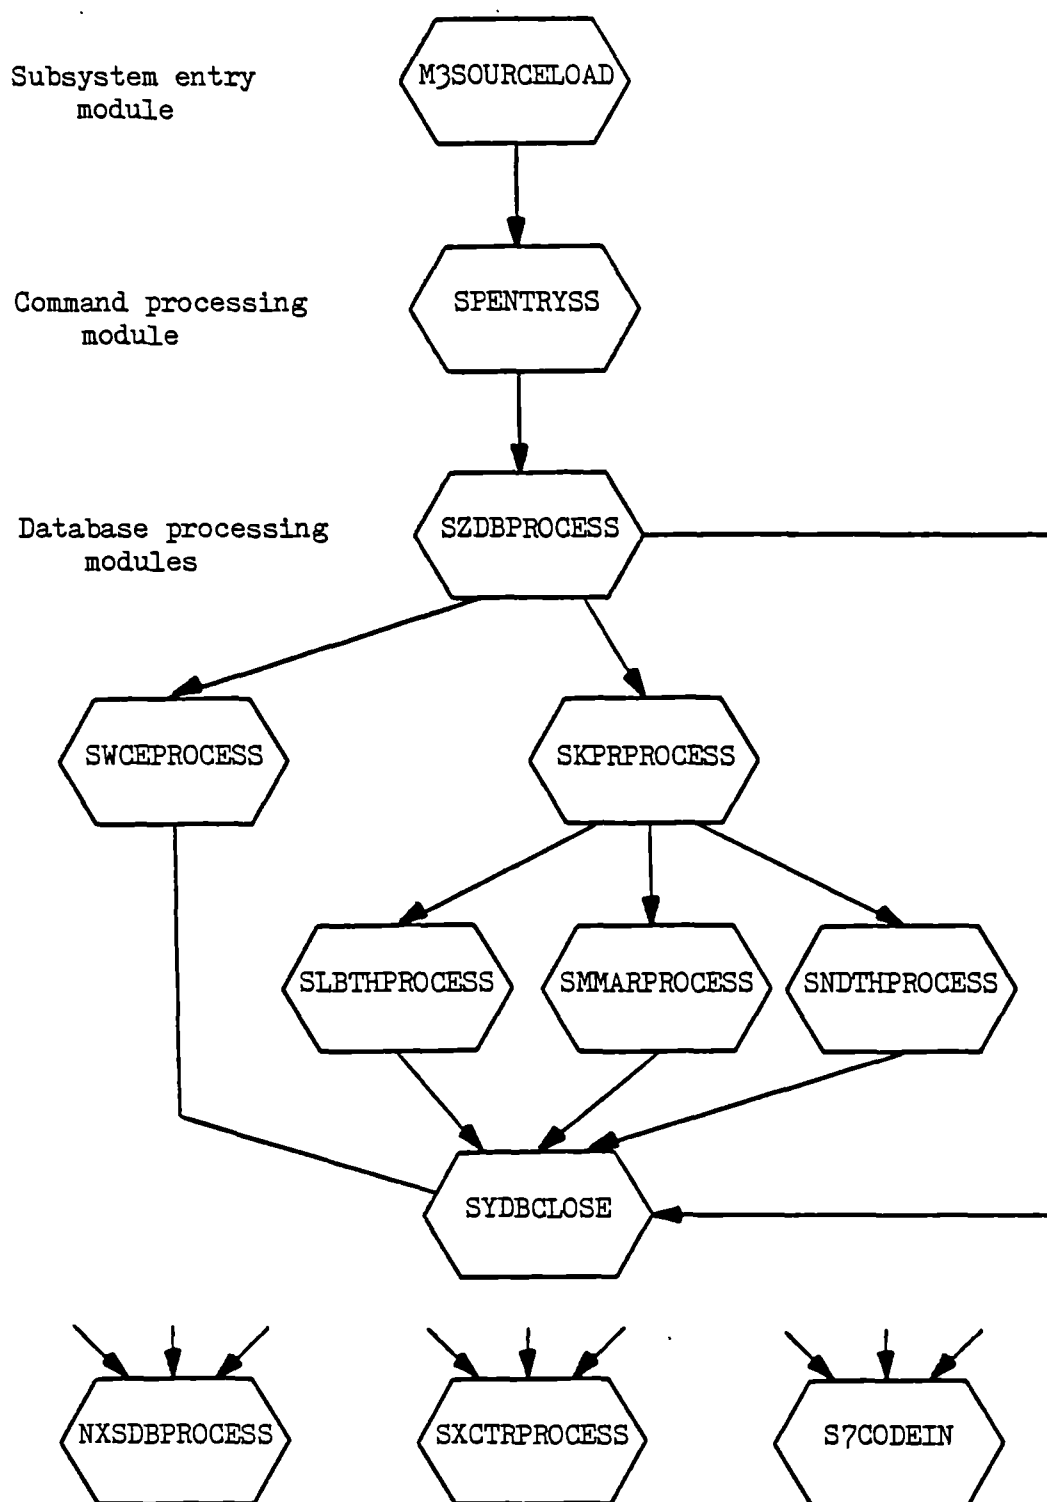 Subsystem entry
module
M3SOURCELOAD
Command processing
module
SPENTRYSS
Database processing
modules
SZDBPROCESS
SWCEPROCESS
SKPRPROCESS
SLBTHPROCESS
SMMARPROCESS
SNDTHPROCESS
SYDBCLOSE
NXSDBPROCESS
SXCTRPROCESS
S7CODEIN